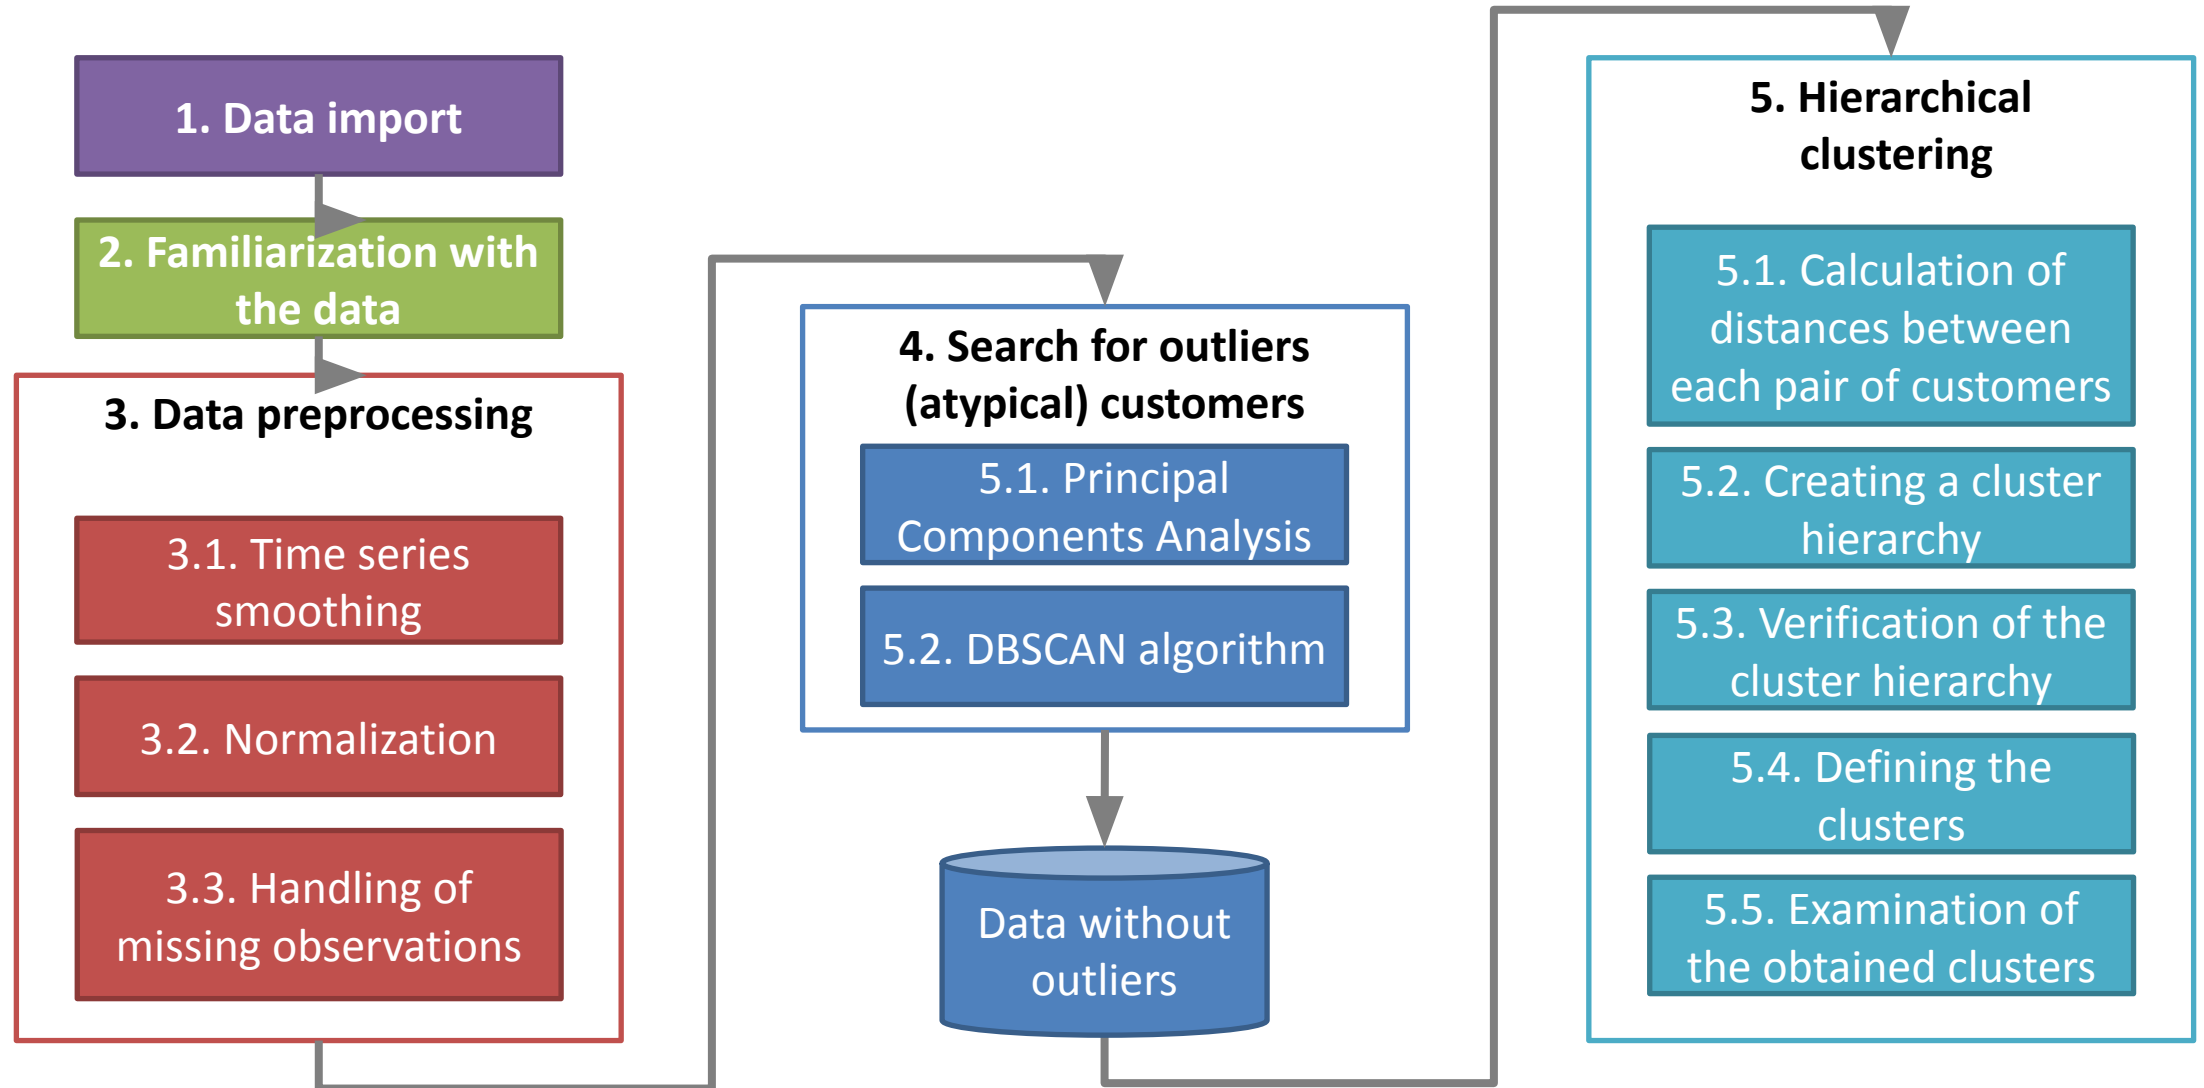 1. Data import
2. Familiarization with
the data
3. Data preprocessing
3.1. Time series
smoothing
3.2. Normalization
3.3. Handling of
missing observations
4. Search for outliers
(atypical) customers
5.1. Principal
Components Analysis
5.2. DBSCAN algorithm
Data without
outliers
5. Hierarchical
clustering
5.1. Calculation of
distances between
each pair of customers
5.2. Creating a cluster
hierarchy
5.3. Verification of the
cluster hierarchy
5.4. Defining the
clusters
5.5. Examination of
the obtained clusters